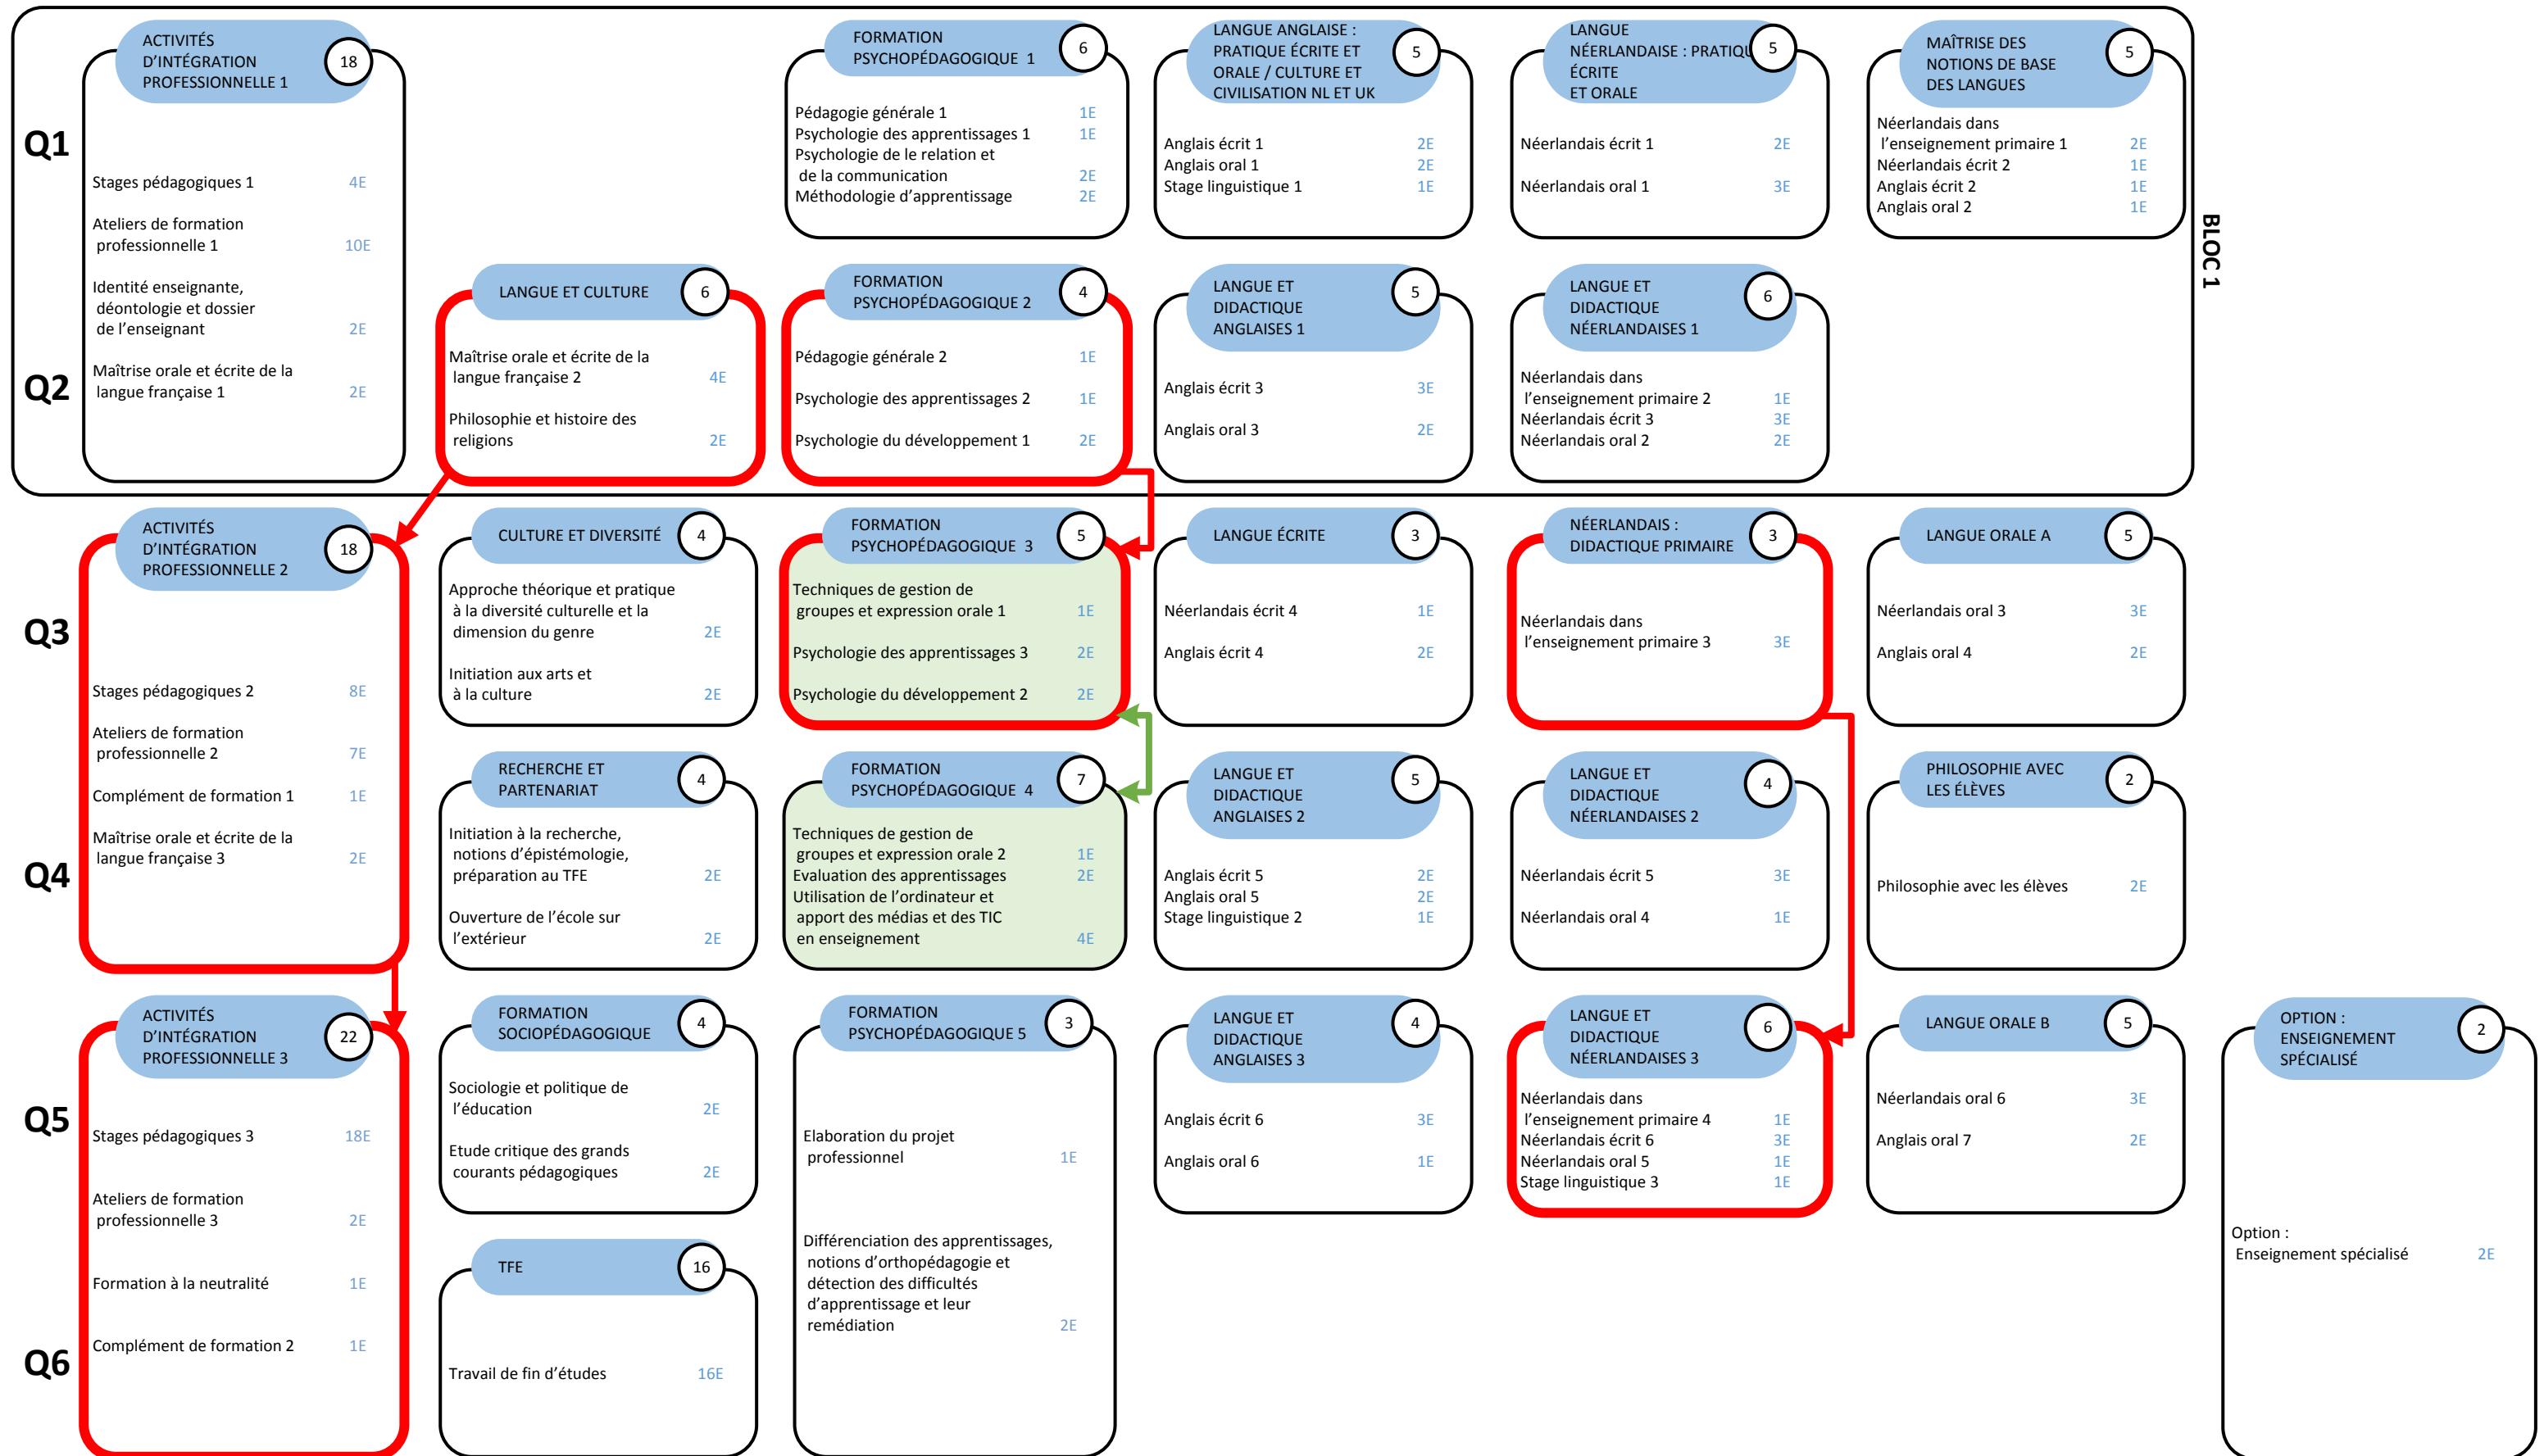 ACTIVITÉS
D'INTÉGRATION
PROFESSIONNELLE 1
18
Stages pédagogiques 1 4E
Ateliers de formation
professionnelle 1 10E
Identité enseignante,
déontologie et dossier
de l'enseignant 2E
Maîtrise orale et écrite de la
langue française 1 2E
Q1
Q2
FORMATION
PSYCHOPÉDAGOGIQUE 1
6
Pédagogie générale 1 1E
Psychologie des apprentissages 1 1E
Psychologie de le relation et
de la communication 2E
Méthodologie d'apprentissage 2E
LANGUE ANGLAISE :
PRATIQUE ÉCRITE ET
ORALE / CULTURE ET
CIVILISATION NL ET UK
5
Anglais écrit 1 2E
Anglais oral 1 2E
Stage linguistique 1 1E
LANGUE
NÉERLANDAISE : PRATIQU
ÉCRITE
ET ORALE
5
Néerlandais écrit 1 2E
Néerlandais oral 1 3E
MAÎTRISE DES
NOTIONS DE BASE
DES LANGUES
5
Néerlandais dans
l'enseignement primaire 1 2E
Néerlandais écrit 2 1E
Anglais écrit 2 1E
Anglais oral 2 1E
BLOC 1
LANGUE ET CULTURE
6
Maîtrise orale et écrite de la
langue française 2 4E
Philosophie et histoire des
religions 2E
FORMATION
PSYCHOPÉDAGOGIQUE 2
4
Pédagogie générale 2 1E
Psychologie des apprentissages 2 1E
Psychologie du développement 1 2E
LANGUE ET
DIDACTIQUE
ANGLAISES 1
5
Anglais écrit 3 3E
Anglais oral 3 2E
LANGUE ET
DIDACTIQUE
NÉERLANDAISES 1
6
Néerlandais dans
l'enseignement primaire 2 1E
Néerlandais écrit 3 3E
Néerlandais oral 2 2E
ACTIVITÉS
D'INTÉGRATION
PROFESSIONNELLE 2
18
Stages pédagogiques 2 8E
Ateliers de formation
professionnelle 2 7E
Complément de formation 1 1E
Maîtrise orale et écrite de la
langue française 3 2E
Q3
Q4
CULTURE ET DIVERSITÉ
4
Approche théorique et pratique
à la diversité culturelle et la
dimension du genre 2E
Initiation aux arts et
à la culture 2E
FORMATION
PSYCHOPÉDAGOGIQUE 3
5
Techniques de gestion de
groupes et expression orale 1 1E
Psychologie des apprentissages 3 2E
Psychologie du développement 2 2E
LANGUE ÉCRITE
3
Néerlandais écrit 4 1E
Anglais écrit 4 2E
NÉERLANDAIS :
DIDACTIQUE PRIMAIRE
3
Néerlandais dans
l'enseignement primaire 3 3E
LANGUE ORALE A
5
Néerlandais oral 3 3E
Anglais oral 4 2E
RECHERCHE ET
PARTENARIAT
4
Initiation à la recherche,
notions d'épistémologie,
préparation au TFE 2E
Ouverture de l'école sur
l'extérieur 2E
FORMATION
PSYCHOPÉDAGOGIQUE 4
7
Techniques de gestion de
groupes et expression orale 2 1E
Evaluation des apprentissages 2E
Utilisation de l'ordinateur et
apport des médias et des TIC
en enseignement 4E
LANGUE ET
DIDACTIQUE
ANGLAISES 2
5
Anglais écrit 5 2E
Anglais oral 5 2E
Stage linguistique 2 1E
LANGUE ET
DIDACTIQUE
NÉERLANDAISES 2
4
Néerlandais écrit 5 3E
Néerlandais oral 4 1E
PHILOSOPHIE AVEC
LES ÉLÈVES
2
Philosophie avec les élèves 2E
ACTIVITÉS
D'INTÉGRATION
PROFESSIONNELLE 3
22
Stages pédagogiques 3 18E
Ateliers de formation
professionnelle 3 2E
Formation à la neutralité 1E
Complément de formation 2 1E
Q5
Q6
FORMATION
SOCIOPÉDAGOGIQUE
4
Sociologie et politique de
l'éducation 2E
Etude critique des grands
courants pédagogiques 2E
FORMATION
PSYCHOPÉDAGOGIQUE 5
3
Elaboration du projet
professionnel 1E
Différenciation des apprentissages,
notions d'orthopédagogie et
détection des difficultés
d'apprentissage et leur
remédiation 2E
LANGUE ET
DIDACTIQUE
ANGLAISES 3
4
Anglais écrit 6 3E
Anglais oral 6 1E
LANGUE ET
DIDACTIQUE
NÉERLANDAISES 3
6
Néerlandais dans
l'enseignement primaire 4 1E
Néerlandais écrit 6 3E
Néerlandais oral 5 1E
Stage linguistique 3 1E
LANGUE ORALE B
5
Néerlandais oral 6 3E
Anglais oral 7 2E
OPTION :
ENSEIGNEMENT
SPÉCIALISÉ
2
Option :
Enseignement spécialisé 2E
TFE
16
Travail de fin d'études 16E